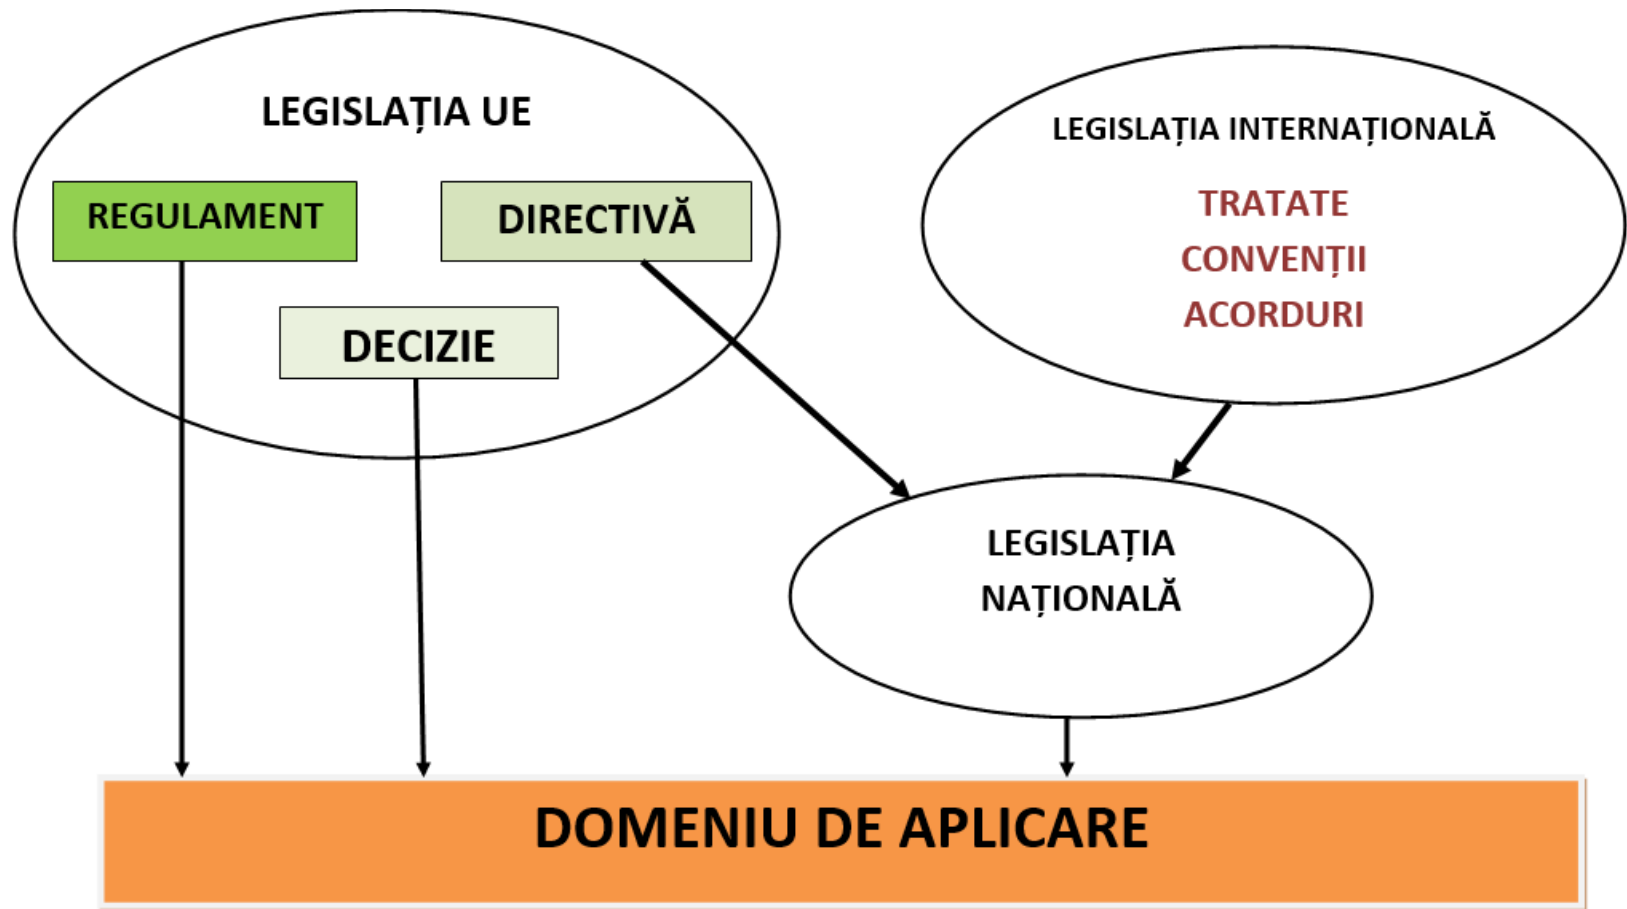 LEGISLAȚIA UE
REGULAMENT
DIRECTIVĂ
DECIZIE
LEGISLAȚIA INTERNAȚIONALĂ
TRATATE
CONVENȚII
ACORDURI
LEGISLAȚIA
NAȚIONALĂ
DOMENIU DE APLICARE